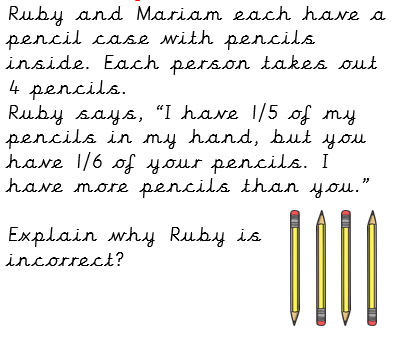 Ruby and Mariam each have a
pencil case with pencils
inside. Each person takes out
4 pencils.
Ruby says, “I have 1/5 of my
pencils in my hand, but you
have 1/6 of your pencils. I
have more pencils than you.”
Explain why Ruby is
incorrect?